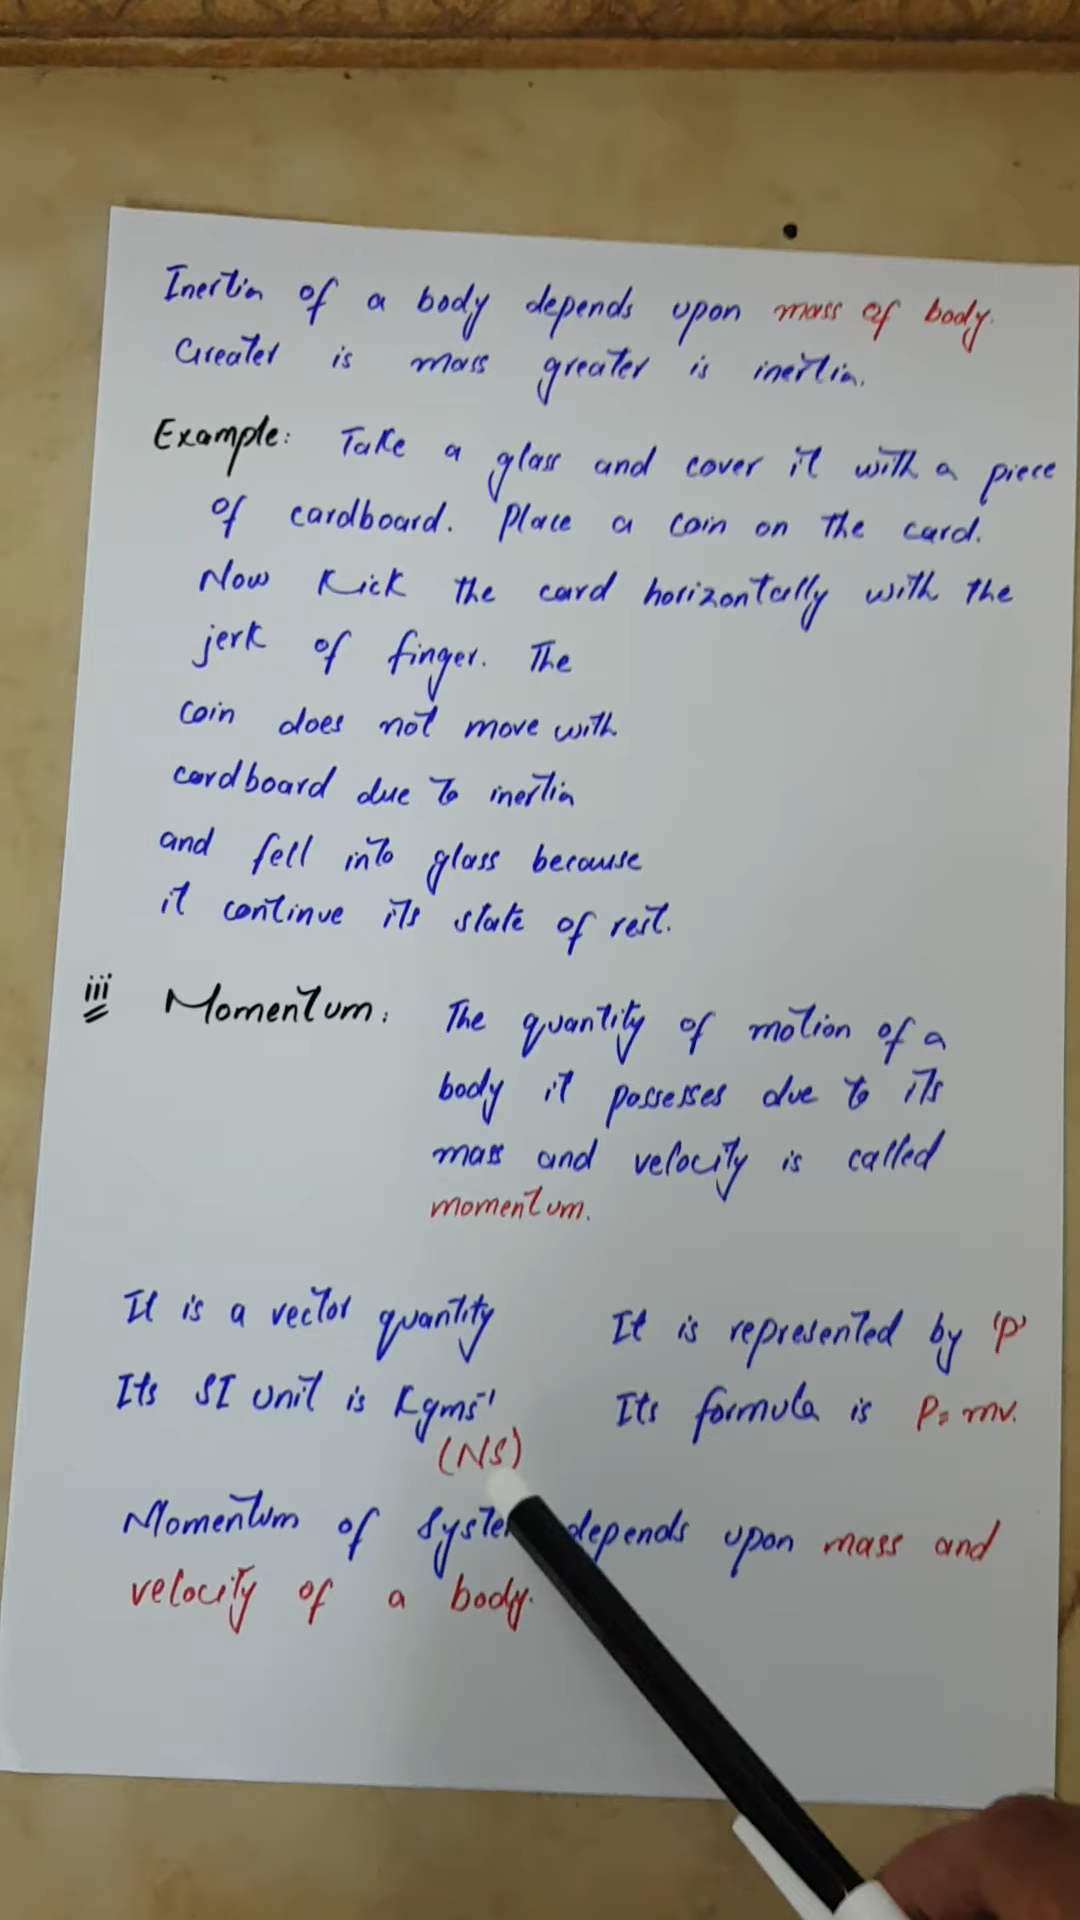 Inertia of a body depends upon mass of body.
Greater is mass greater is inertia.
Example: Take a glass and cover it with a piece
of cardboard. Place a coin on the card.
Now Kick the card horizontally with the
jerk of finger. The
coin does not move with
cardboard due to inertia
and fell into glass because
it continue its state of rest.
iii Momentum: The quantity of motion of a
body it possesses due to its
mass and velocity is called
momentum.
It is a vector quantity It is represented by 'P'
Its SI unit is Kgms⁻¹ Its formula is P=mv.
(NS)
Momentum of depends upon mass and
velocity of a body.